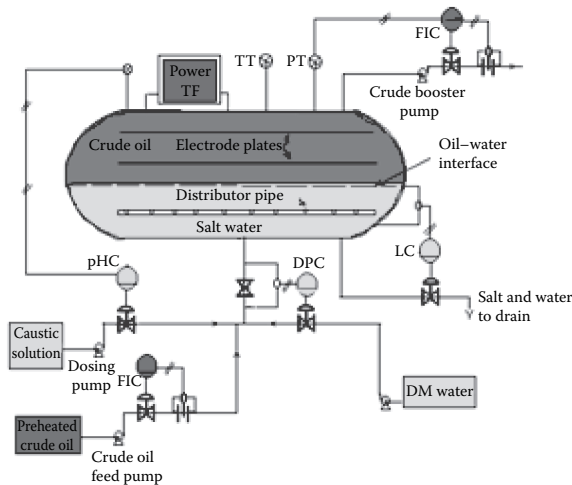 FIC
Power
TF
TT
PT
Crude booster
pump
Crude oil
Electrode plates
Oil–water
interface
Distributor pipe
Salt water
pHC
DPC
LC
Salt and water
to drain
Caustic
solution
Dosing
pump
FIC
DM water
Preheated
crude oil
Crude oil
feed pump